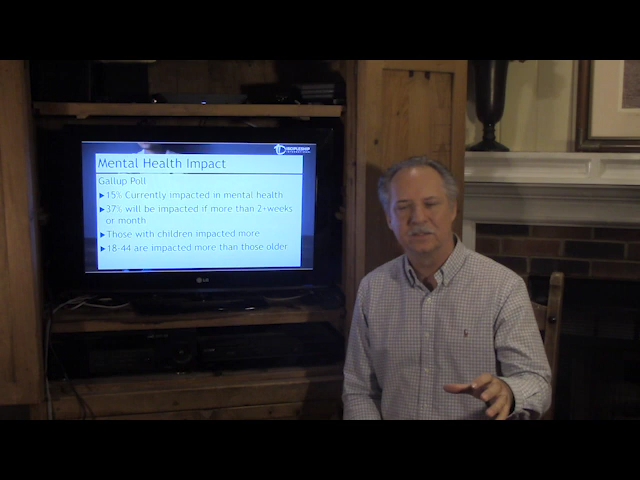 DISCIPLESHIP
Mental Health Impact
Gallup Poll
15% Currently impacted in mental health
37% will be impacted if more than 2+weeks
or month
Those with children impacted more
18-44 are impacted more than those older
LG